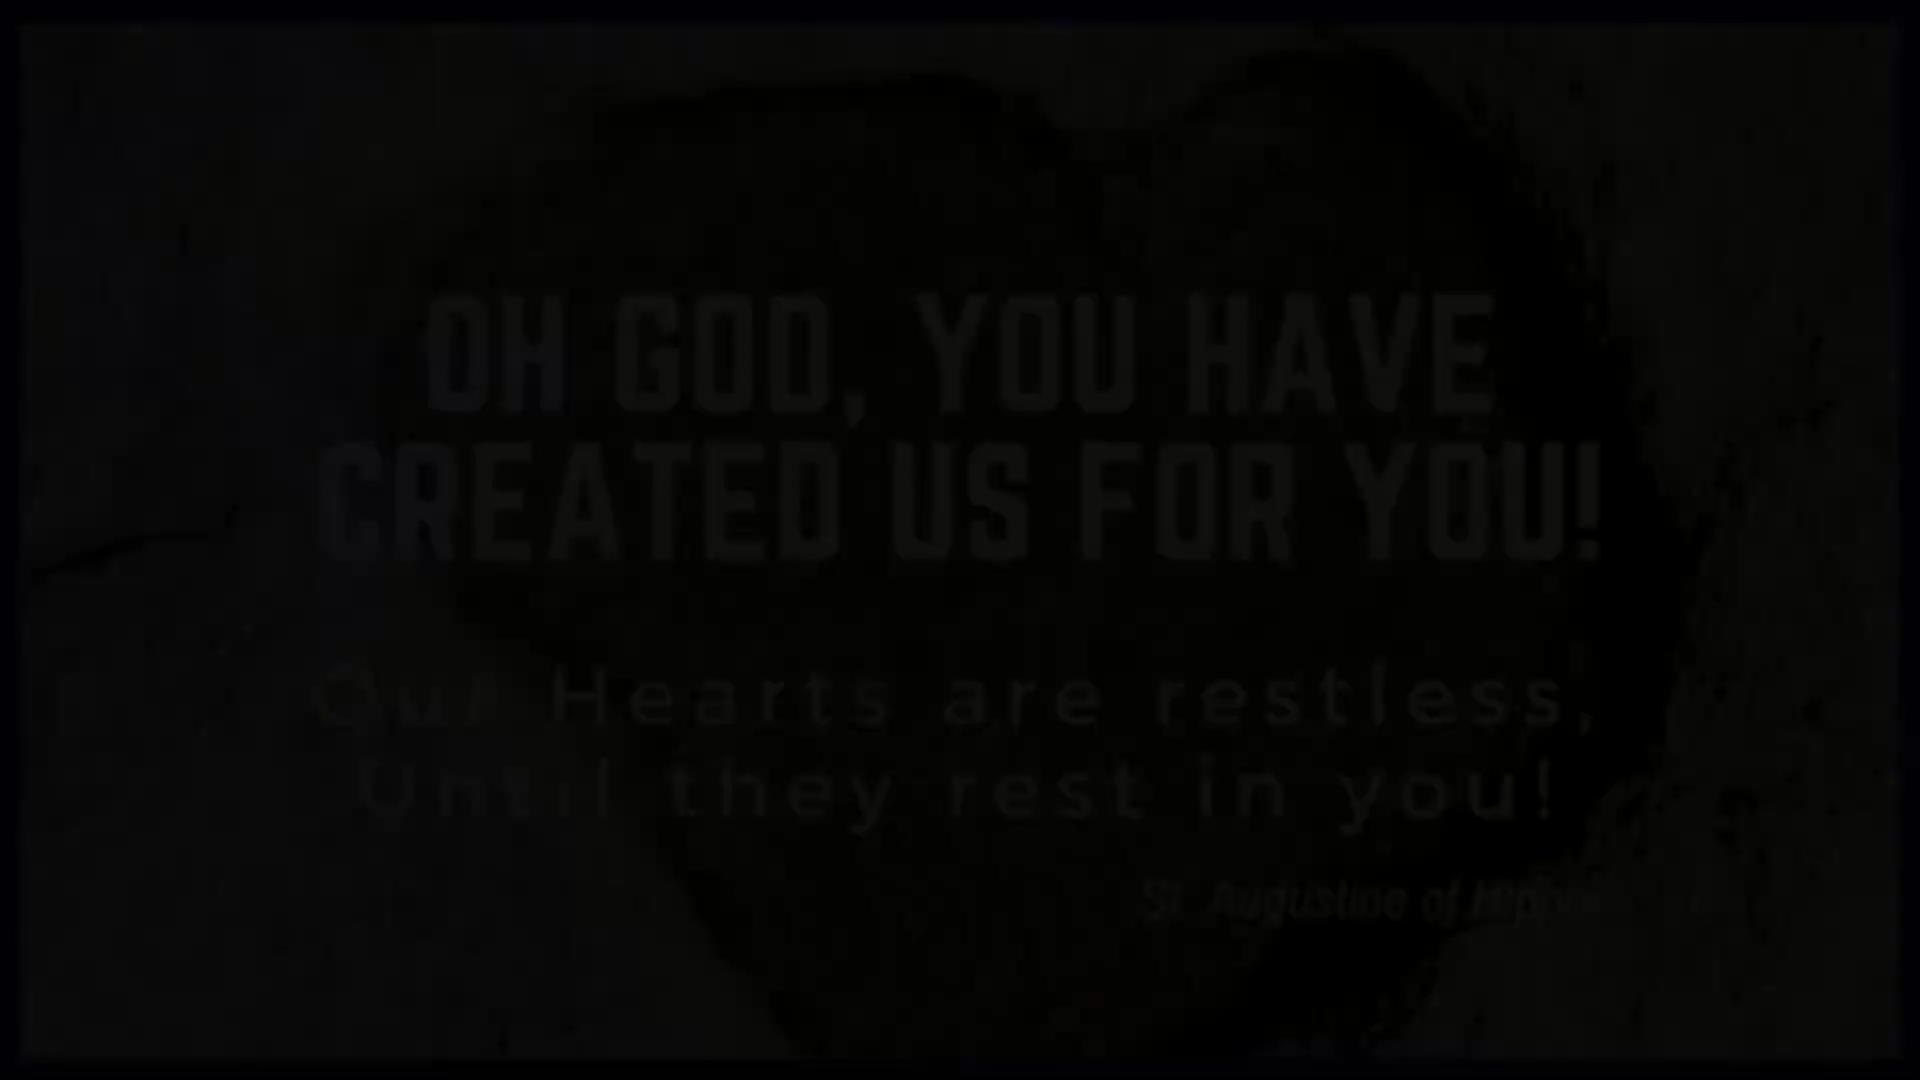 OH GOD, YOU HAVE
CREATED US FOR YOU!
Our Hearts are restless,
Until they rest in you!
St. Augustine of Hippo